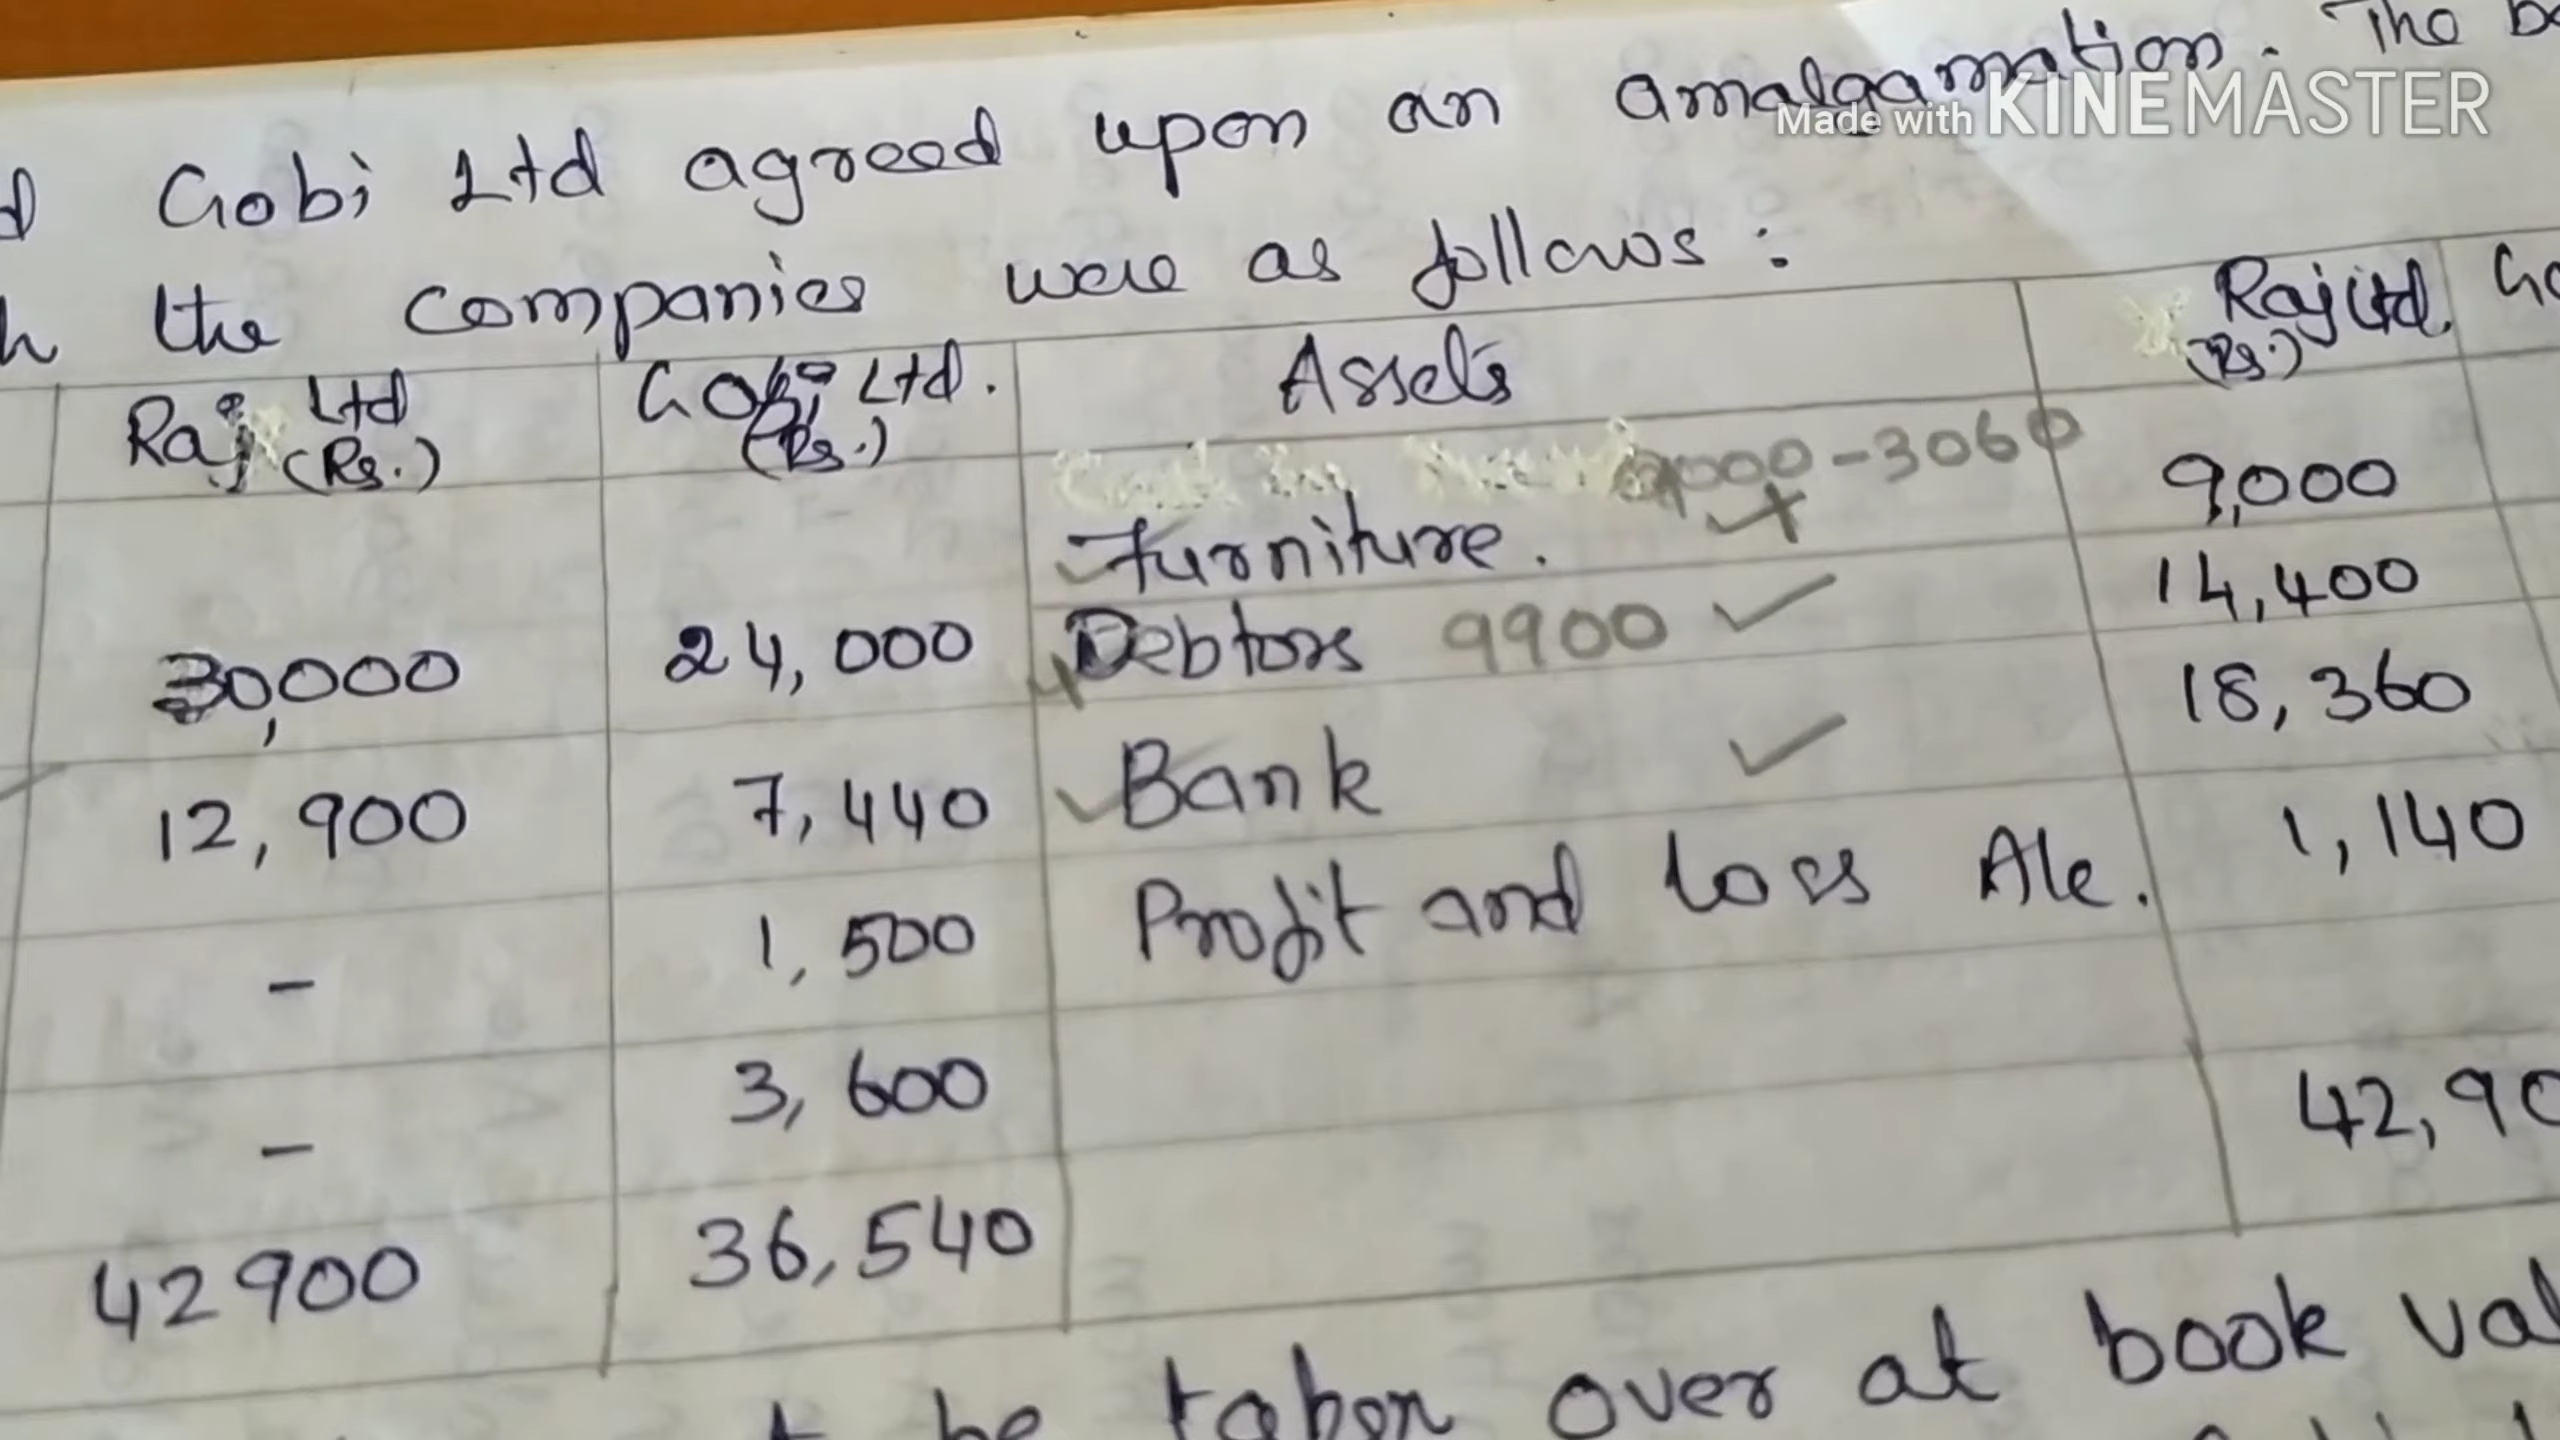 Gobi Ltd agreed upon an amalgamation. The
Made with KINEMASTER
the companies were as follows :
Raj Ltd (Rs.) Gobi Ltd. (Rs.) Assets Raj Ltd. (Rs.)
9000-3060
Furniture. 9,000
30,000 24,000 Debtors 9900 14,400
12,900 7,440 Bank 18,360
- 1,500 Profit and loss A/c. 1,140
- 3,600
42900 36,540 42,90
be taken over at book val